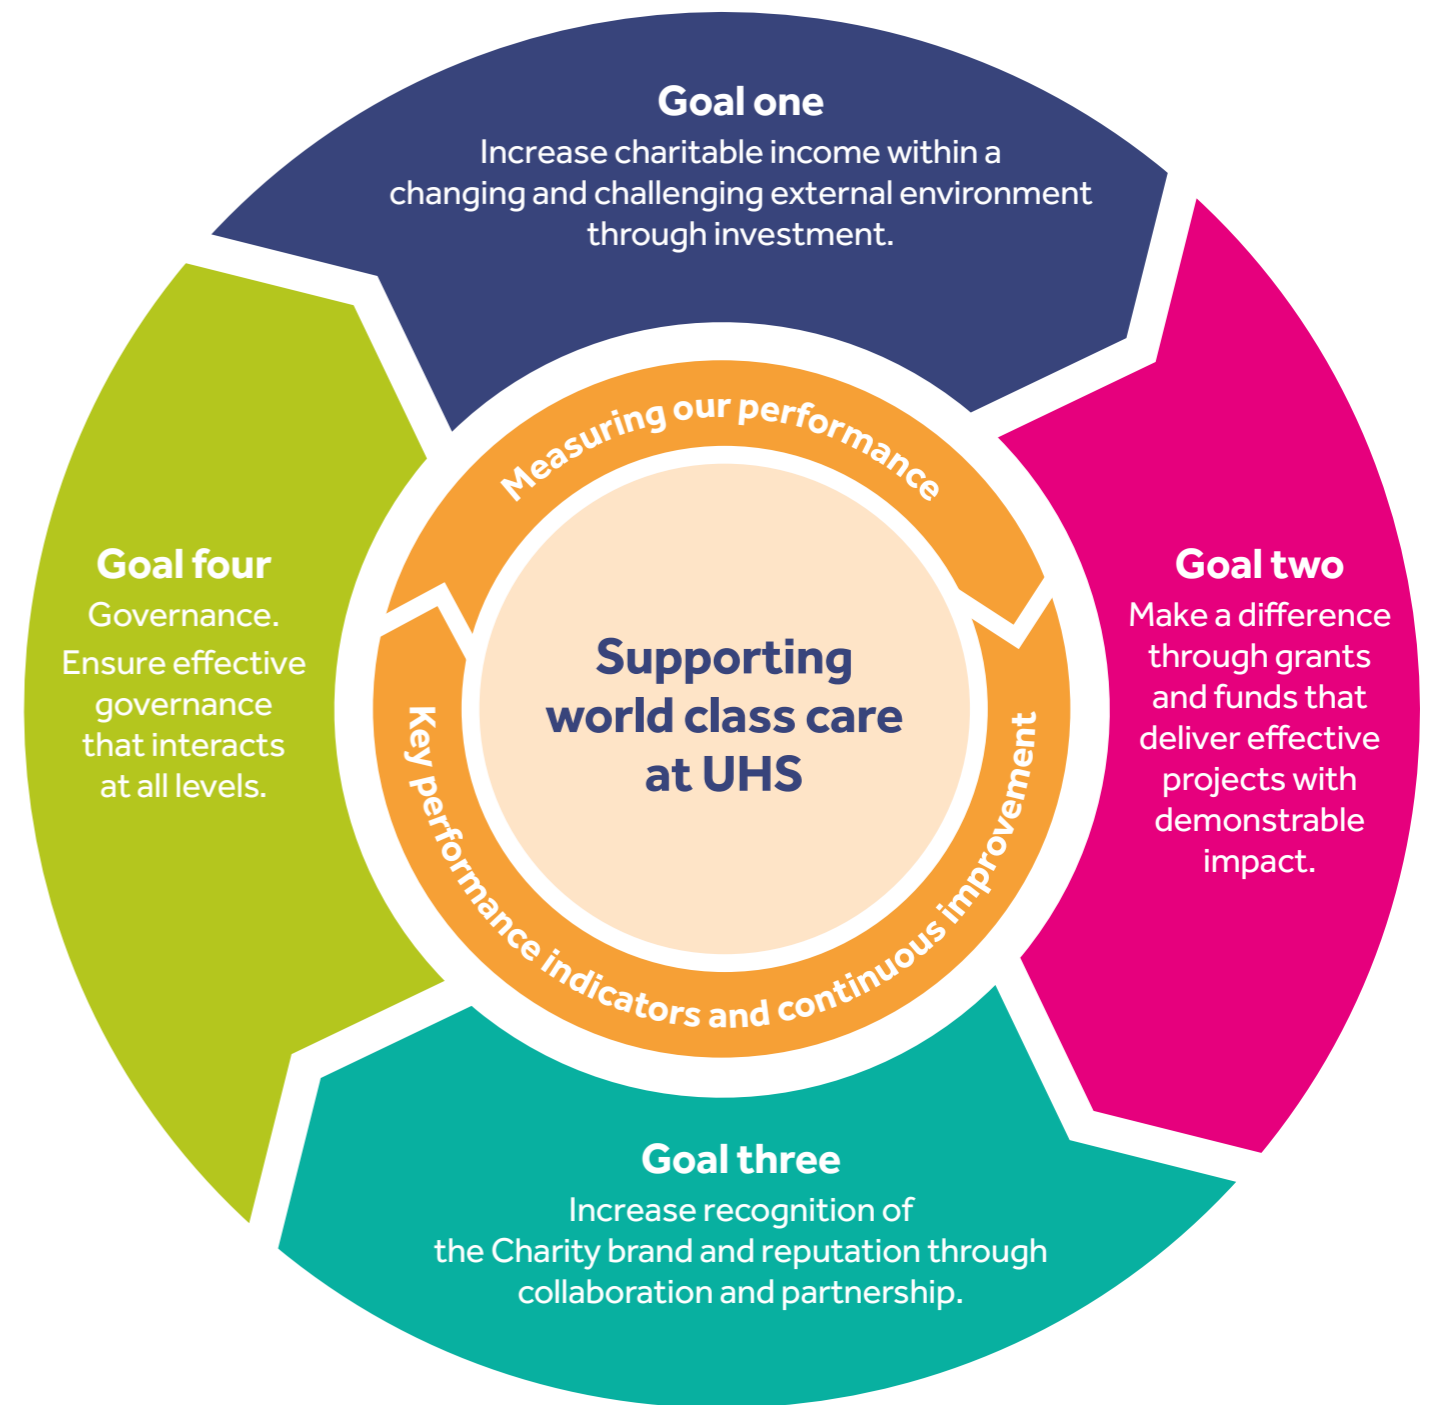 Goal one
Increase charitable income within a
changing and challenging external environment
through investment.
Goal two
Make a difference
through grants
and funds that
deliver effective
projects with
demonstrable
impact.
Goal three
Increase recognition of
the Charity brand and reputation through
collaboration and partnership.
Goal four
Governance.
Ensure effective
governance
that interacts
at all levels.
Measuring our performance
Key performance indicators and continuous improvement
Supporting
world class care
at UHS